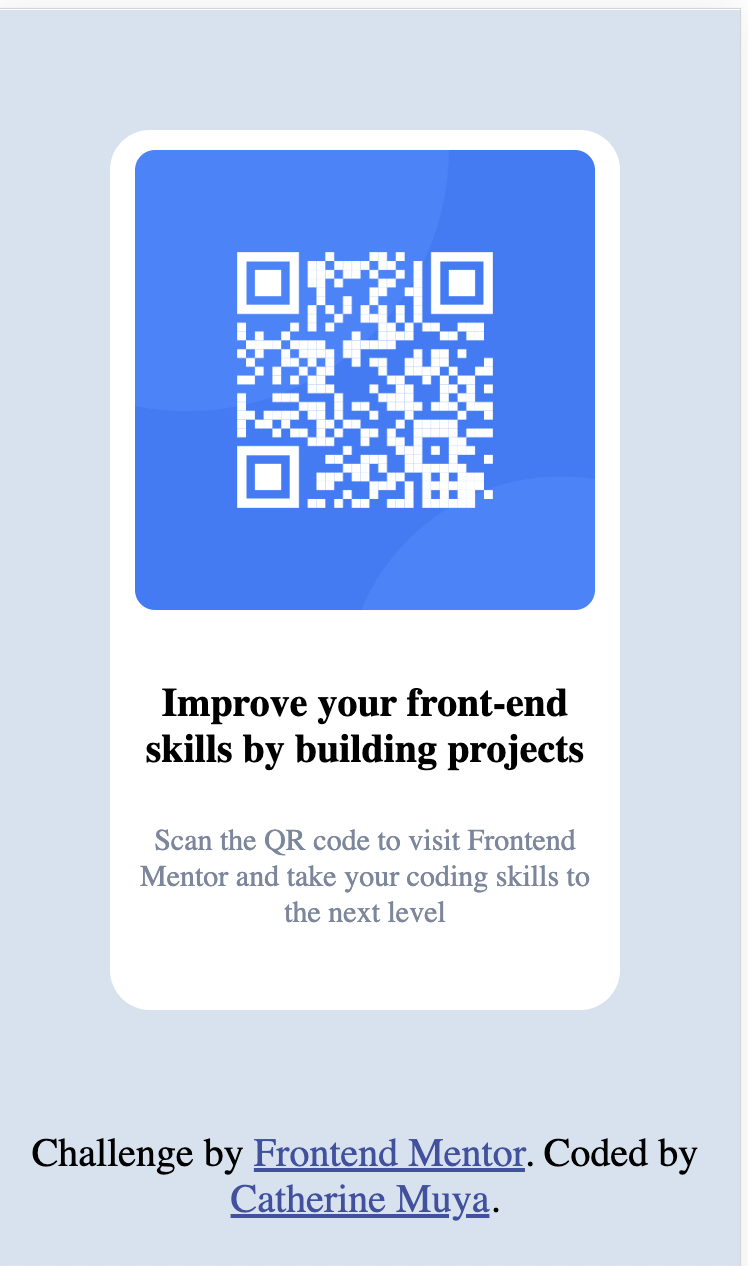 Improve your front-end
skills by building projects
Scan the QR code to visit Frontend
Mentor and take your coding skills to
the next level
Challenge by Frontend Mentor. Coded by
Catherine Muya.